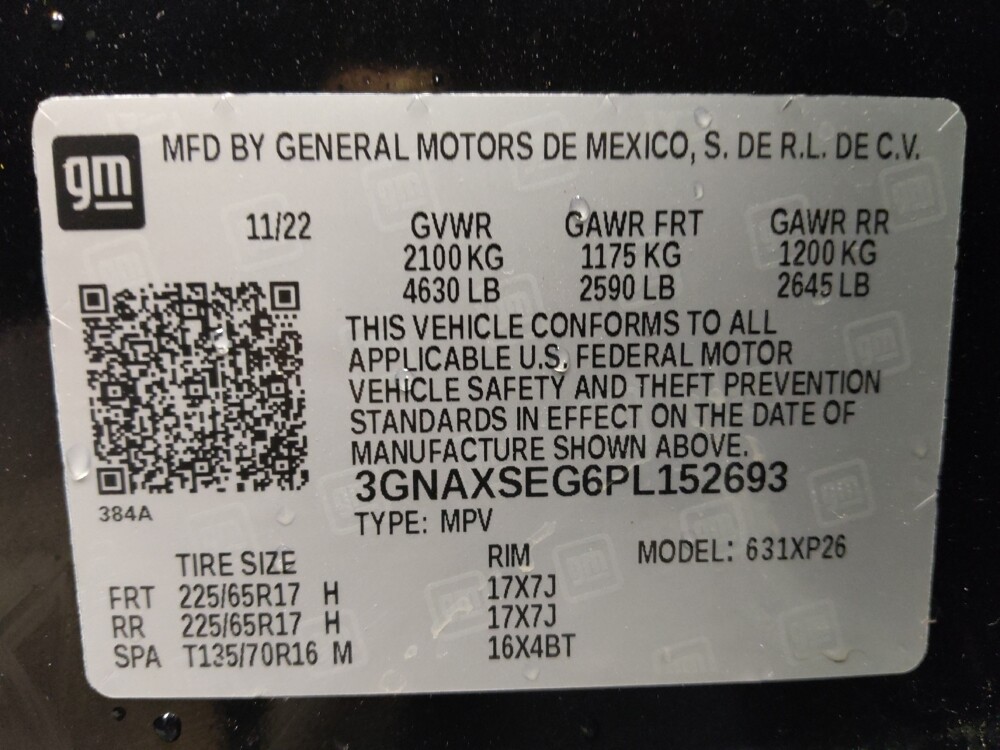 gm
MFD BY GENERAL MOTORS DE MEXICO, S. DE R.L. DE C.V.
11/22 GVWR GAWR FRT GAWR RR
2100 KG 1175 KG 1200 KG
4630 LB 2590 LB 2645 LB
THIS VEHICLE CONFORMS TO ALL
APPLICABLE U.S. FEDERAL MOTOR
VEHICLE SAFETY AND THEFT PREVENTION
STANDARDS IN EFFECT ON THE DATE OF
MANUFACTURE SHOWN ABOVE.
3GNAXSEG6PL152693
384A
TYPE: MPV
TIRE SIZE RIM MODEL: 631XP26
FRT 225/65R17 H 17X7J
RR 225/65R17 H 17X7J
SPA T135/70R16 M 16X4BT